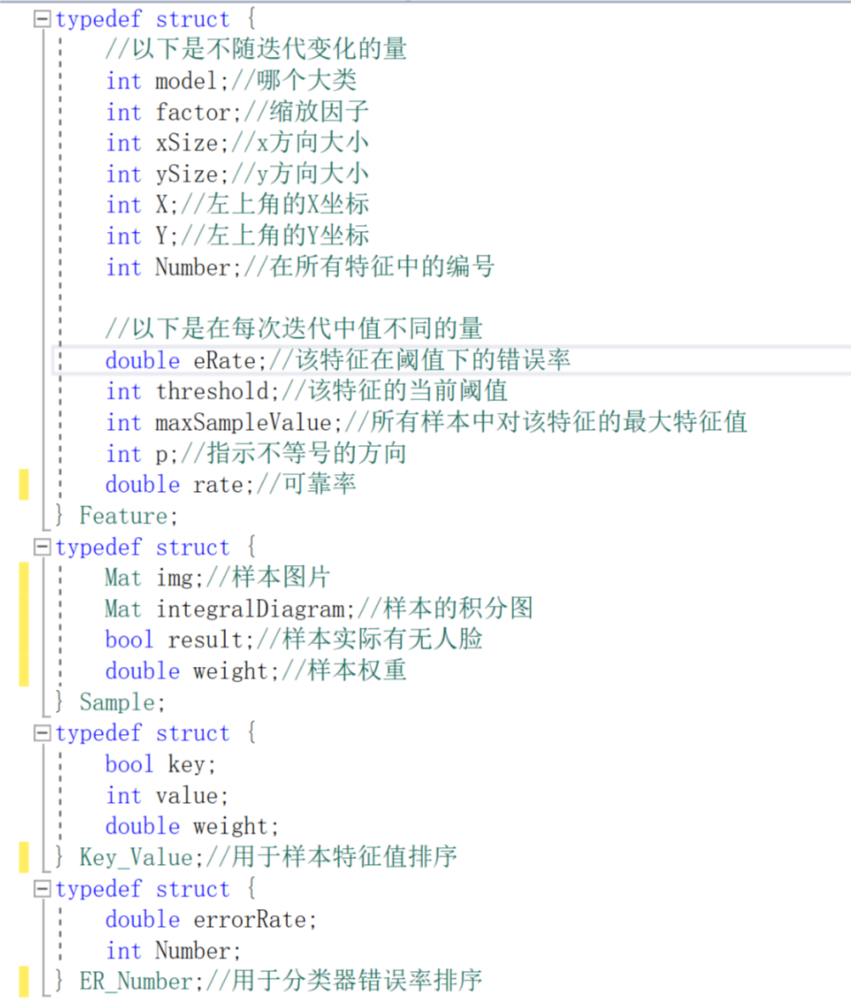 typedef struct {
//以下是不随迭代变化的量
int model;//哪个大类
int factor;//缩放因子
int xSize;//x方向大小
int ySize;//y方向大小
int X;//左上角的X坐标
int Y;//左上角的Y坐标
int Number;//在所有特征中的编号
//以下是在每次迭代中值不同的量
double eRate;//该特征在阈值下的错误率
int threshold;//该特征的当前阈值
int maxSampleValue;//所有样本中对该特征的最大特征值
int p;//指示不等号的方向
double rate;//可靠率
} Feature;
typedef struct {
Mat img;//样本图片
Mat integralDiagram;//样本的积分图
bool result;//样本实际有无人脸
double weight;//样本权重
} Sample;
typedef struct {
bool key;
int value;
double weight;
} Key_Value;//用于样本特征值排序
typedef struct {
double errorRate;
int Number;
} ER_Number;//用于分类器错误率排序